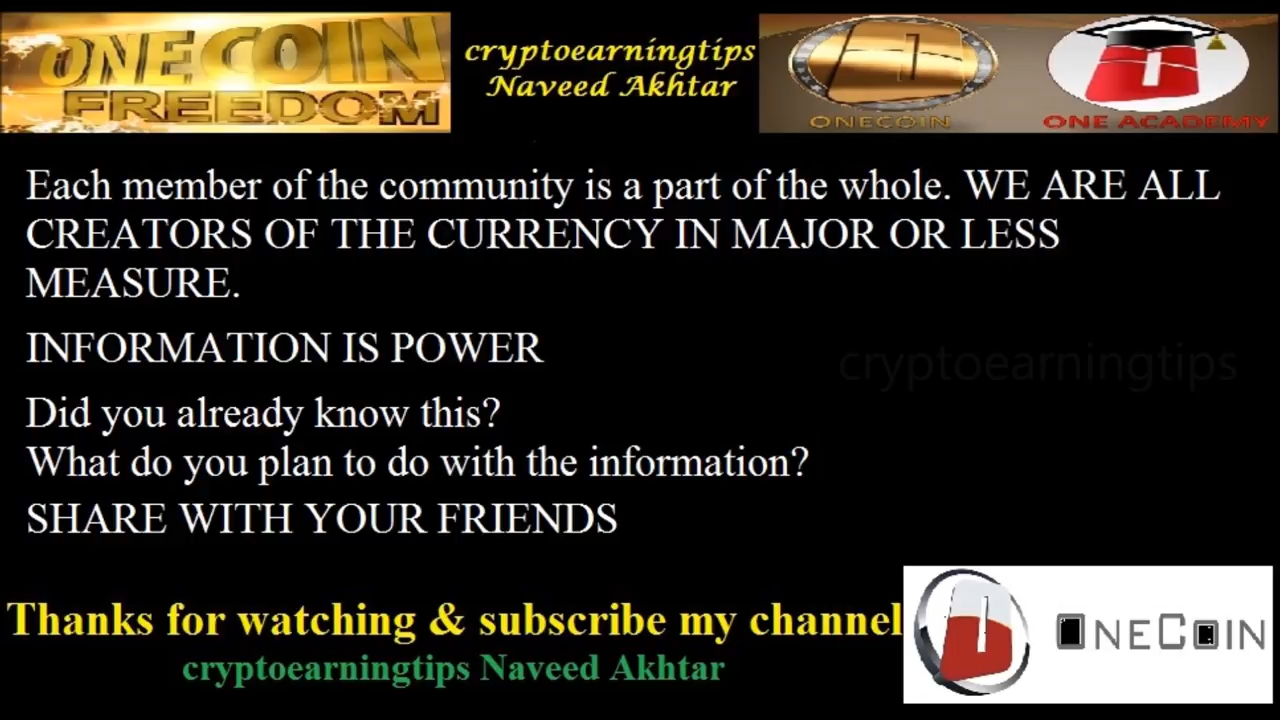 ONE COIN
FREEDOM
cryptoearningtips
Naveed Akhtar
ONECOIN
ONE ACADEMY
Each member of the community is a part of the whole. WE ARE ALL
CREATORS OF THE CURRENCY IN MAJOR OR LESS
MEASURE.
INFORMATION IS POWER
cryptoearningtips
Did you already know this?
What do you plan to do with the information?
SHARE WITH YOUR FRIENDS
Thanks for watching & subscribe my channel
cryptoearningtips Naveed Akhtar
ONECOIN